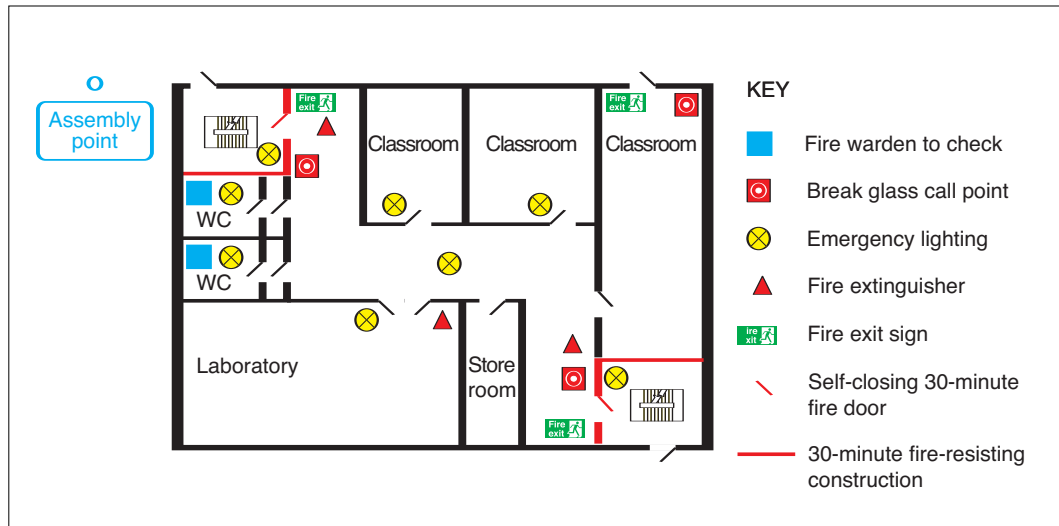 Assembly
point
Fire
exit
Classroom
Classroom
Classroom
Fire
exit
WC
WC
Laboratory
Store
room
Fire
exit
KEY
Fire warden to check
Break glass call point
Emergency lighting
Fire extinguisher
ire
xit
Fire exit sign
Self-closing 30-minute
fire door
30-minute fire-resisting
construction